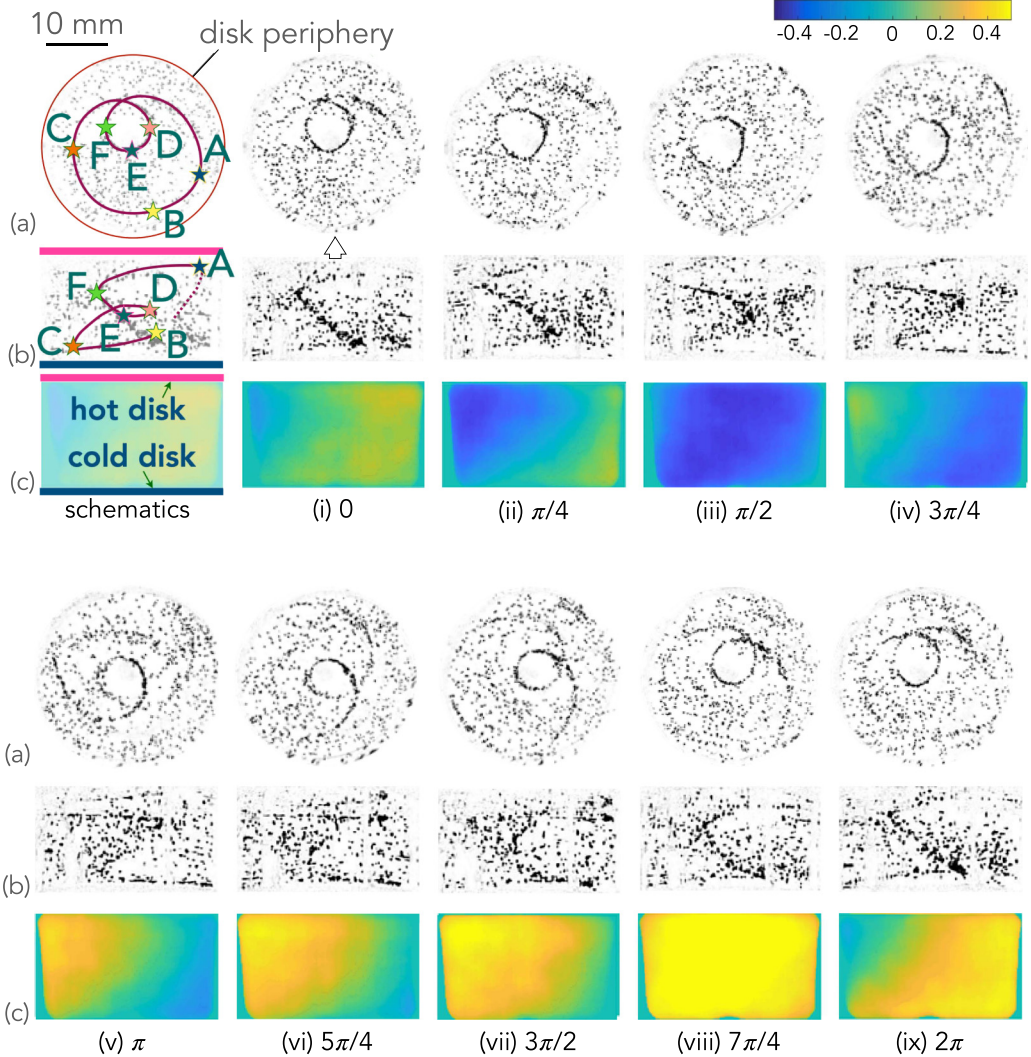 10 mm
disk periphery
-0.4 -0.2 0 0.2 0.4
C
F
E
D
A
B
(a)
A
F
D
C
E
B
(b)
hot disk
cold disk
(c)
schematics
(i) 0
(ii) π/4
(iii) π/2
(iv) 3π/4
(a)
(b)
(c)
(v) π
(vi) 5π/4
(vii) 3π/2
(viii) 7π/4
(ix) 2π